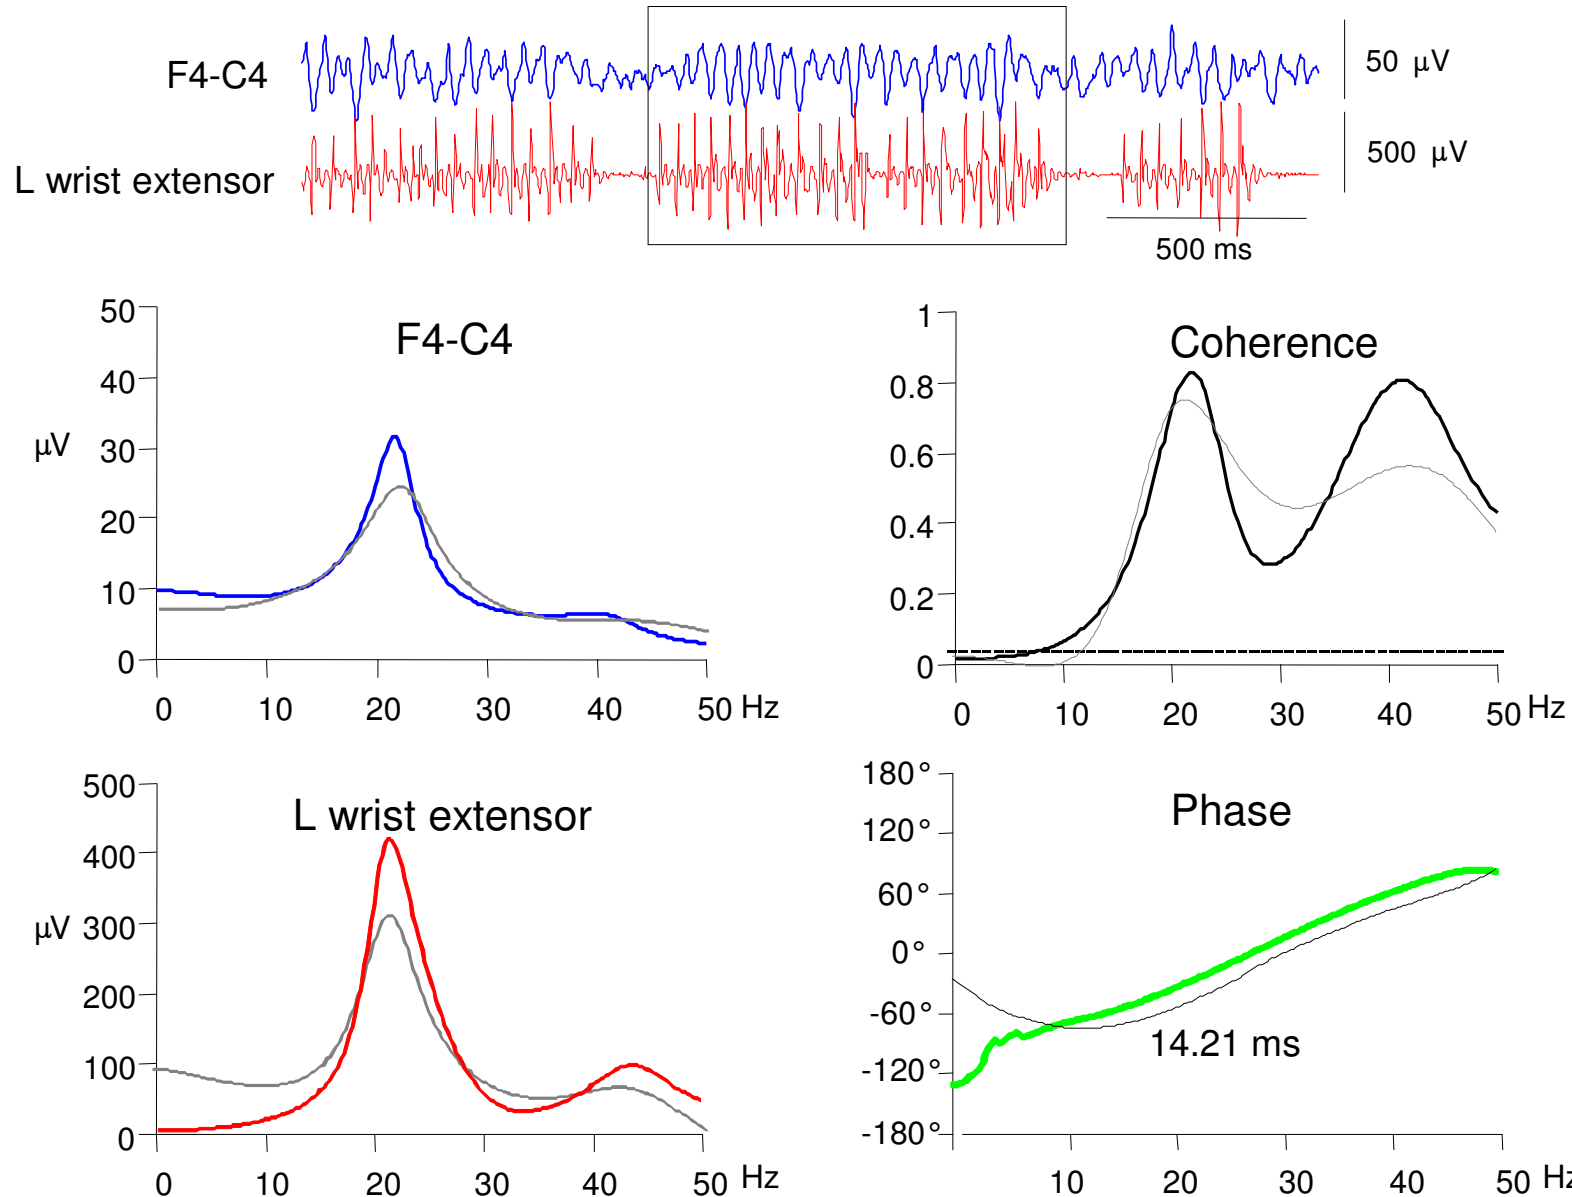 F4-C4
50 μV
L wrist extensor
500 μV
500 ms
F4-C4
μV
50
40
30
20
10
0
0 10 20 30 40 50 Hz
Coherence
1
0.8
0.6
0.4
0.2
0
0 10 20 30 40 50 Hz
L wrist extensor
μV
500
400
300
200
100
0
0 10 20 30 40 50 Hz
Phase
180°
120°
60°
0°
-60°
-120°
-180°
14.21 ms
10 20 30 40 50 Hz